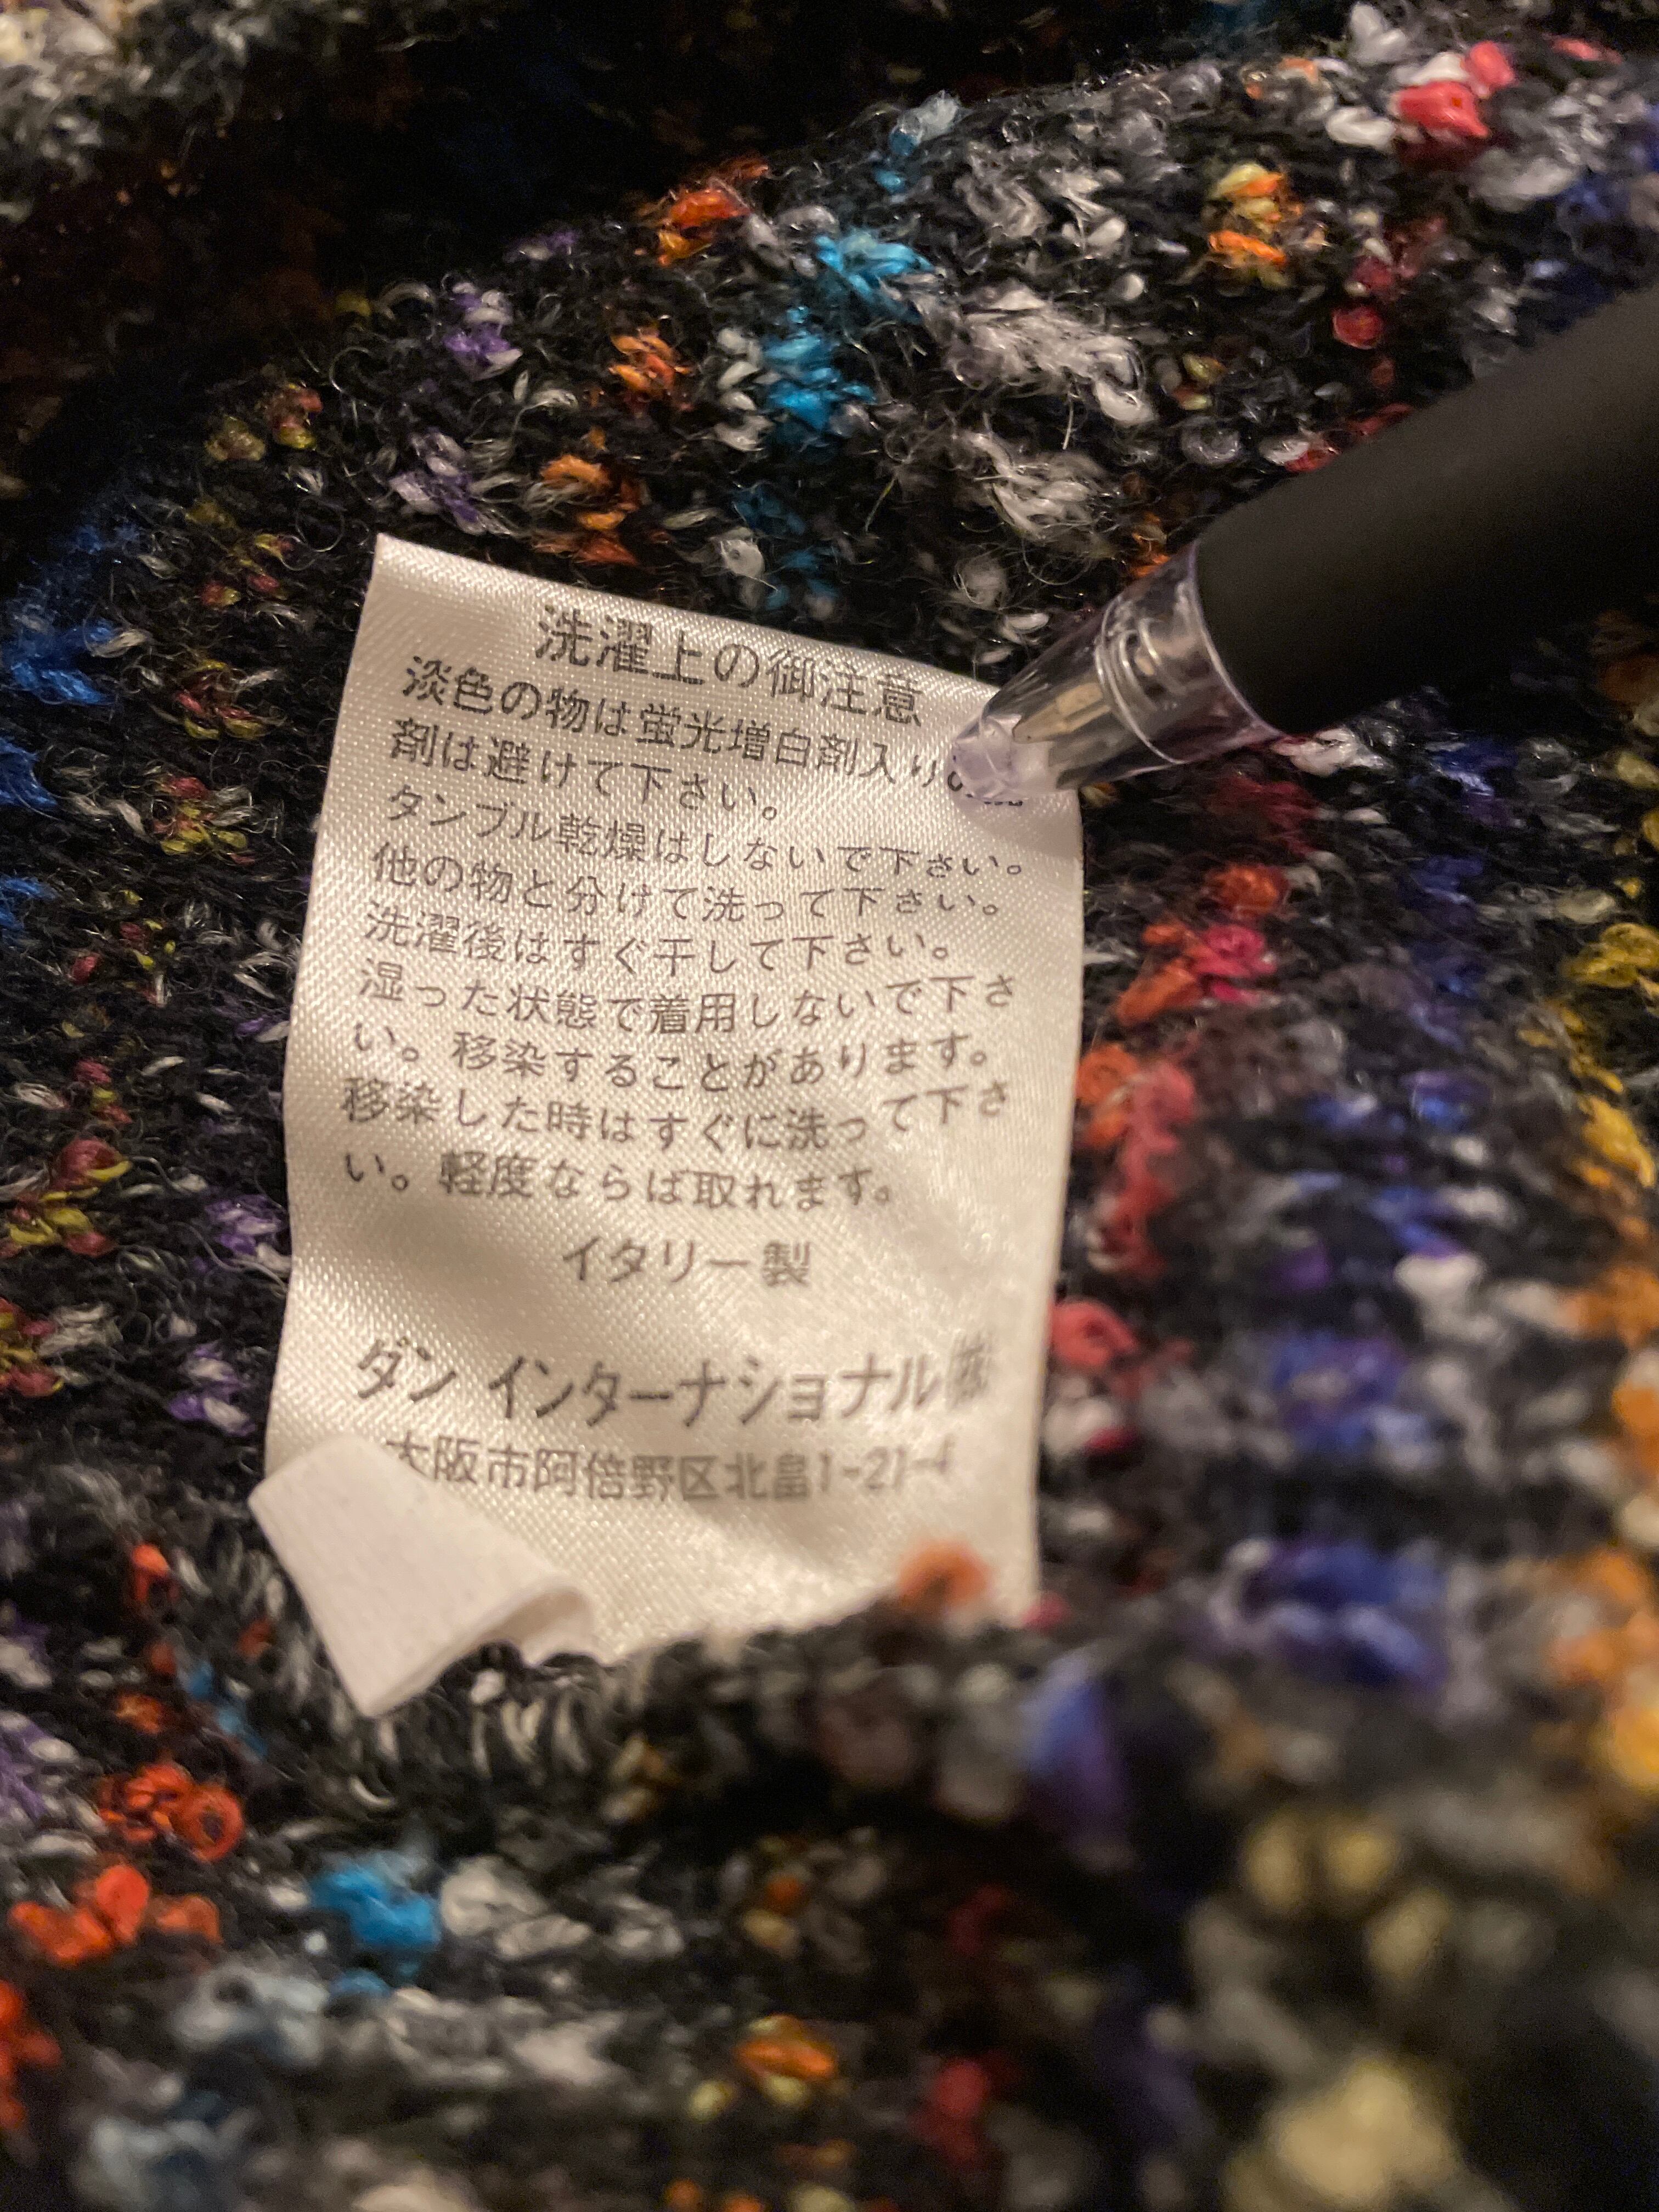 洗濯上の御注意
淡色の物は蛍光増白剤入りの洗
剤は避けて下さい。
タンブル乾燥はしないで下さい。
他の物と分けて洗って下さい。
洗濯後はすぐ干して下さい。
湿った状態で着用しないで下さ
い。移染することがあります。
移染した時はすぐに洗って下さ
い。軽度ならば取れます。
イタリー製
ダン インターナショナル㈱
大阪市阿倍野区北畠1-21-4